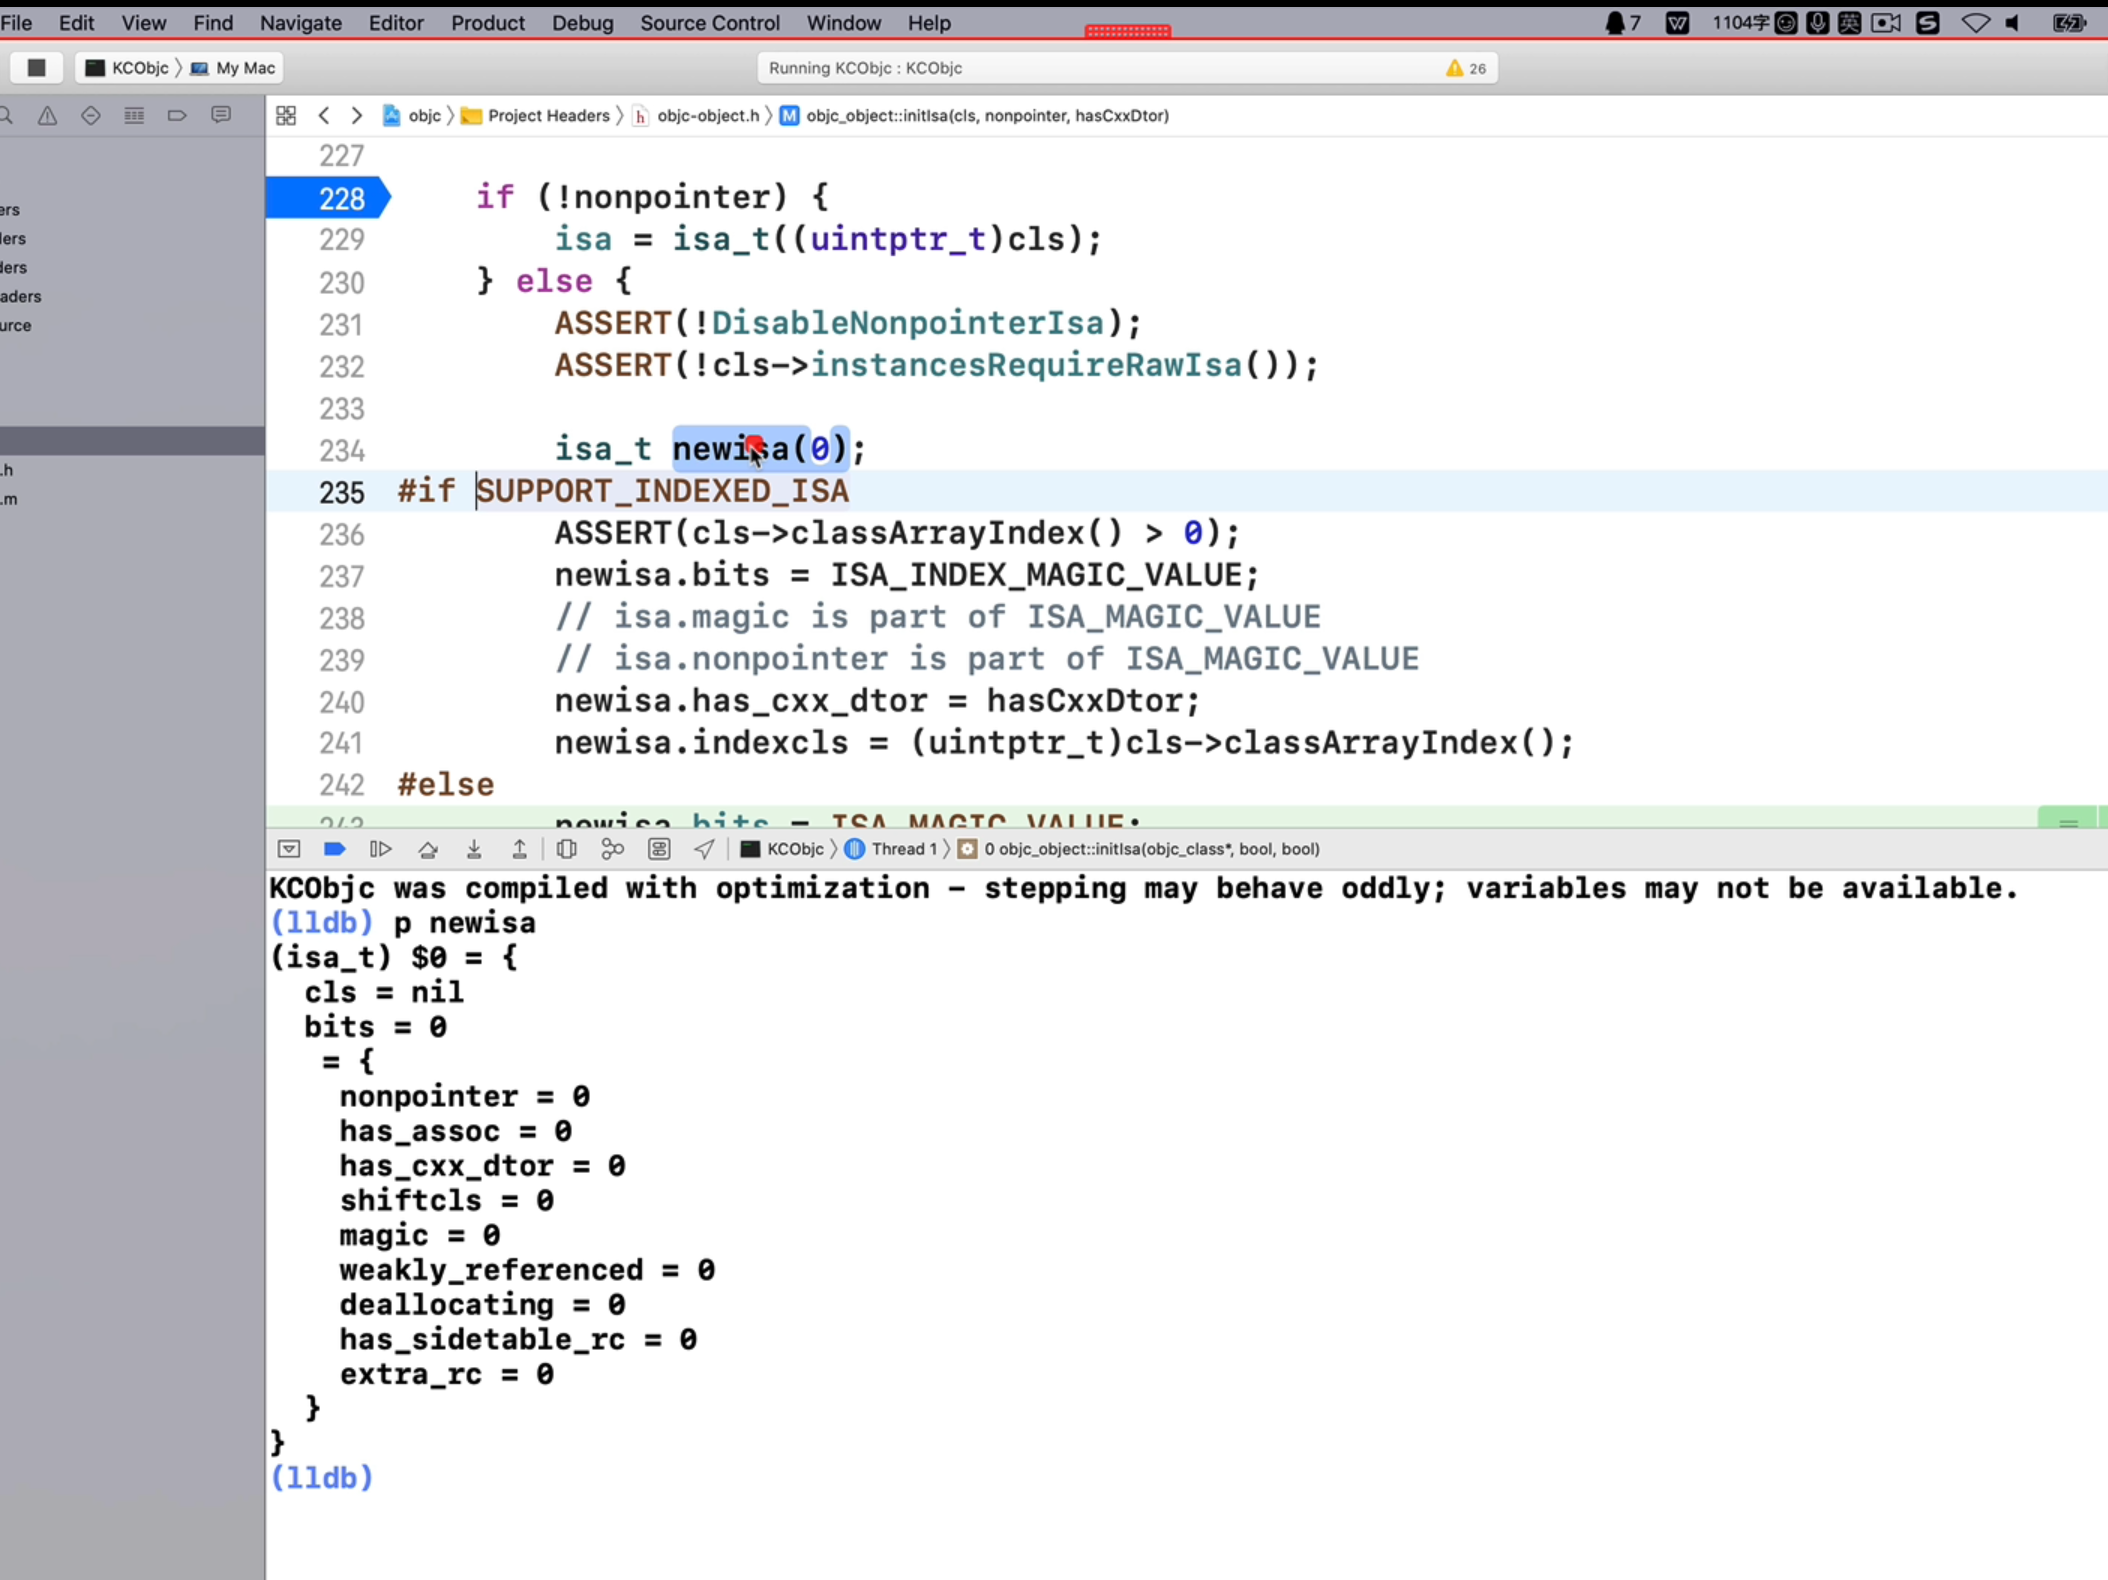 File Edit View Find Navigate Editor Product Debug Source Control Window Help 7 1104字 英
KCObjc 〉 My Mac Running KCObjc : KCObjc 26
objc 〉 Project Headers 〉 h objc-object.h 〉 M objc_object::initIsa(cls, nonpointer, hasCxxDtor)
ers
lers
ders
aders
urce
.h
.m
227
228 if (!nonpointer) {
229 isa = isa_t((uintptr_t)cls);
230 } else {
231 ASSERT(!DisableNonpointerIsa);
232 ASSERT(!cls->instancesRequireRawIsa());
233
234 isa_t newisa(0);
235 #if SUPPORT_INDEXED_ISA
236 ASSERT(cls->classArrayIndex() > 0);
237 newisa.bits = ISA_INDEX_MAGIC_VALUE;
238 // isa.magic is part of ISA_MAGIC_VALUE
239 // isa.nonpointer is part of ISA_MAGIC_VALUE
240 newisa.has_cxx_dtor = hasCxxDtor;
241 newisa.indexcls = (uintptr_t)cls->classArrayIndex();
242 #else
243 newisa.bits = ISA_MAGIC_VALUE;
KCObjc 〉 Thread 1 〉 0 objc_object::initIsa(objc_class*, bool, bool)
KCObjc was compiled with optimization - stepping may behave oddly; variables may not be available.
(lldb) p newisa
(isa_t) $0 = {
cls = nil
bits = 0
= {
nonpointer = 0
has_assoc = 0
has_cxx_dtor = 0
shiftcls = 0
magic = 0
weakly_referenced = 0
deallocating = 0
has_sidetable_rc = 0
extra_rc = 0
}
}
(lldb)